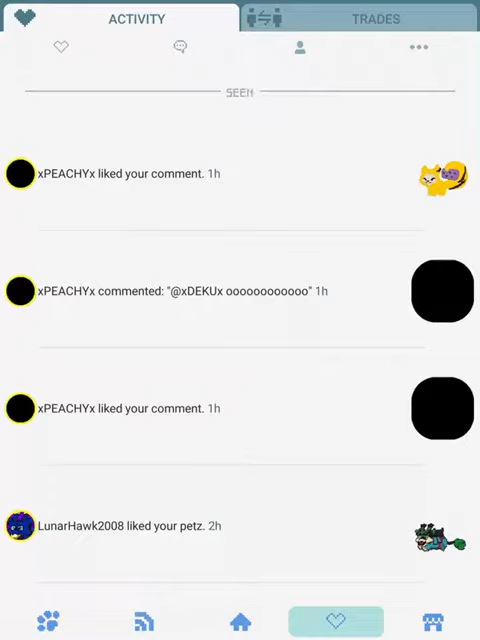 ACTIVITY
TRADES
SEEN
xPEACHYx liked your comment. 1h
xPEACHYx commented: "@xDEKUx oooooooooooo" 1h
xPEACHYx liked your comment. 1h
LunarHawk2008 liked your petz. 2h